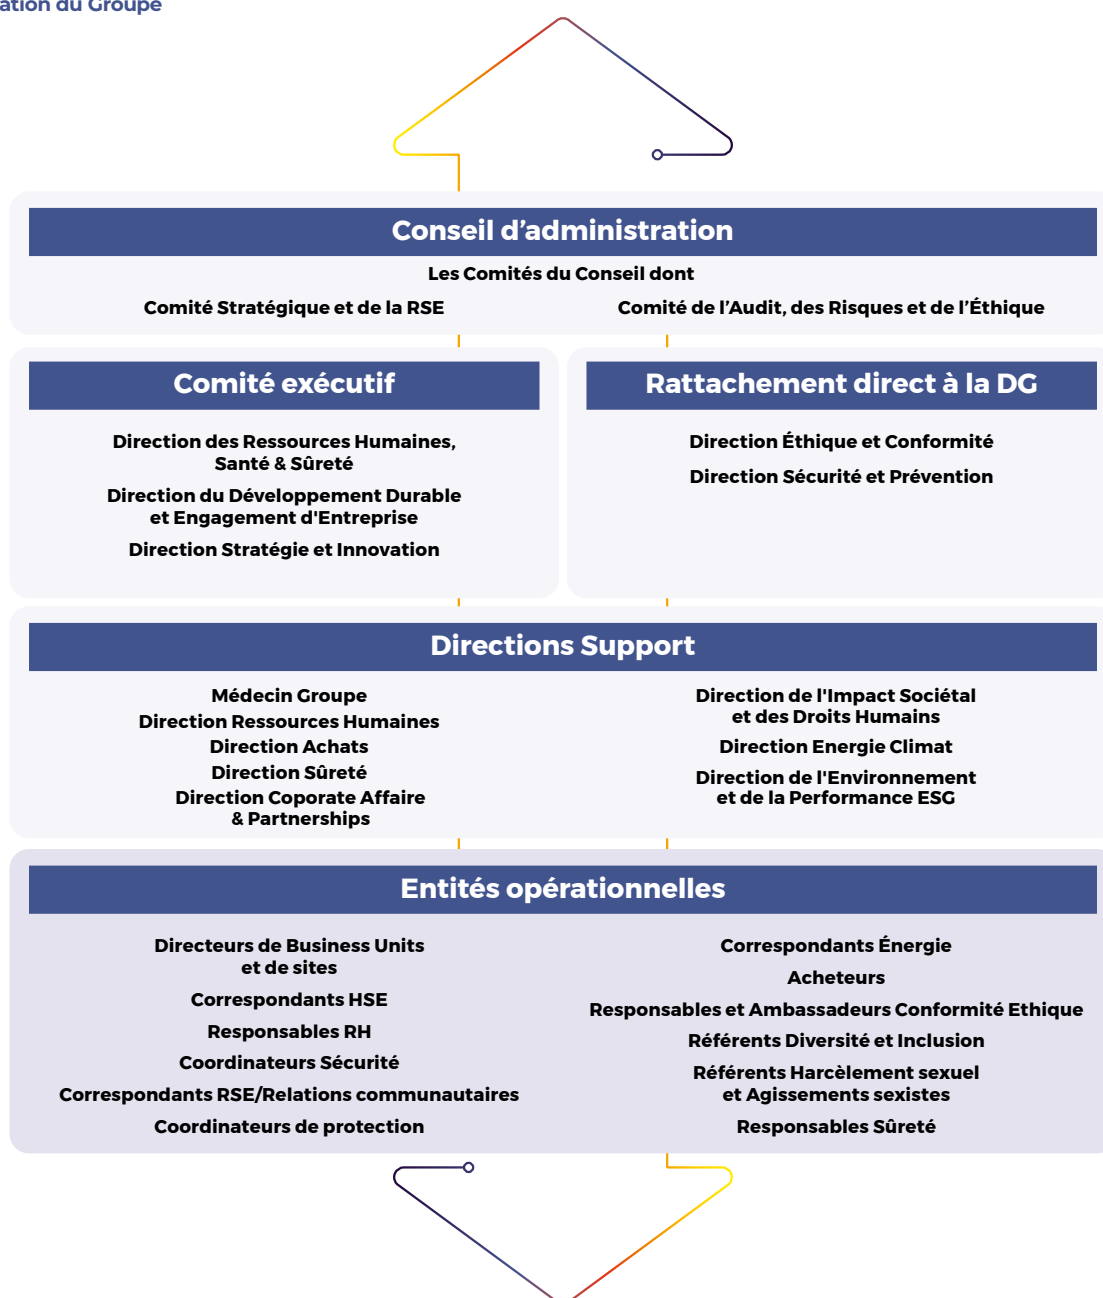 ation du Groupe
Conseil d’administration
Les Comités du Conseil dont
Comité Stratégique et de la RSE
Comité de l’Audit, des Risques et de l’Éthique
Comité exécutif
Direction des Ressources Humaines,
Santé & Sûreté
Direction du Développement Durable
et Engagement d'Entreprise
Direction Stratégie et Innovation
Rattachement direct à la DG
Direction Éthique et Conformité
Direction Sécurité et Prévention
Directions Support
Médecin Groupe
Direction Ressources Humaines
Direction Achats
Direction Sûreté
Direction Coporate Affaire
& Partnerships
Direction de l'Impact Sociétal
et des Droits Humains
Direction Energie Climat
Direction de l'Environnement
et de la Performance ESG
Entités opérationnelles
Directeurs de Business Units
et de sites
Correspondants HSE
Responsables RH
Coordinateurs Sécurité
Correspondants RSE/Relations communautaires
Coordinateurs de protection
Correspondants Énergie
Acheteurs
Responsables et Ambassadeurs Conformité Ethique
Référents Diversité et Inclusion
Référents Harcèlement sexuel
et Agissements sexistes
Responsables Sûreté